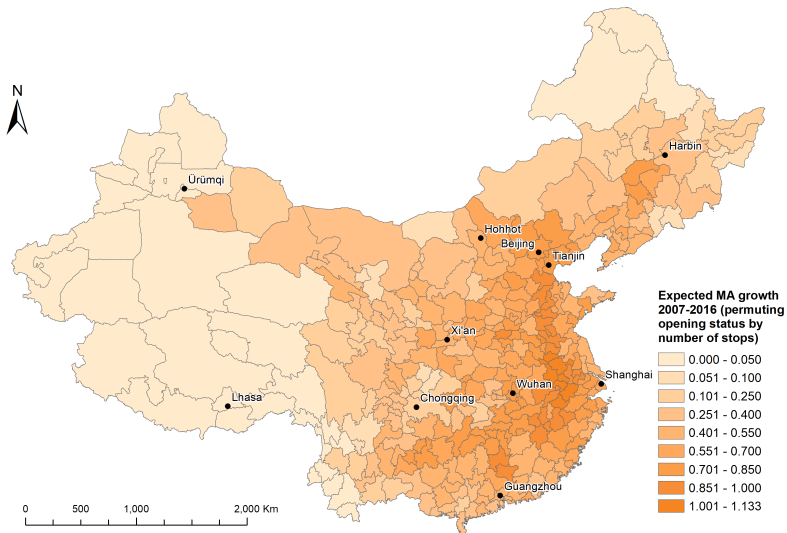 N
Harbin
Ürümqi
Hohhot
Beijing
Tianjin
Expected MA growth
2007-2016 (permuting
opening status by
number of stops)
Xi'an
0.000 - 0.050
0.051 - 0.100
Shanghai
Wuhan
Lhasa
Chongqing
0.101 - 0.250
0.251 - 0.400
0.401 - 0.550
0.551 - 0.700
0.701 - 0.850
0.851 - 1.000
1.001 - 1.133
Guangzhou
0 500 1,000 2,000 Km